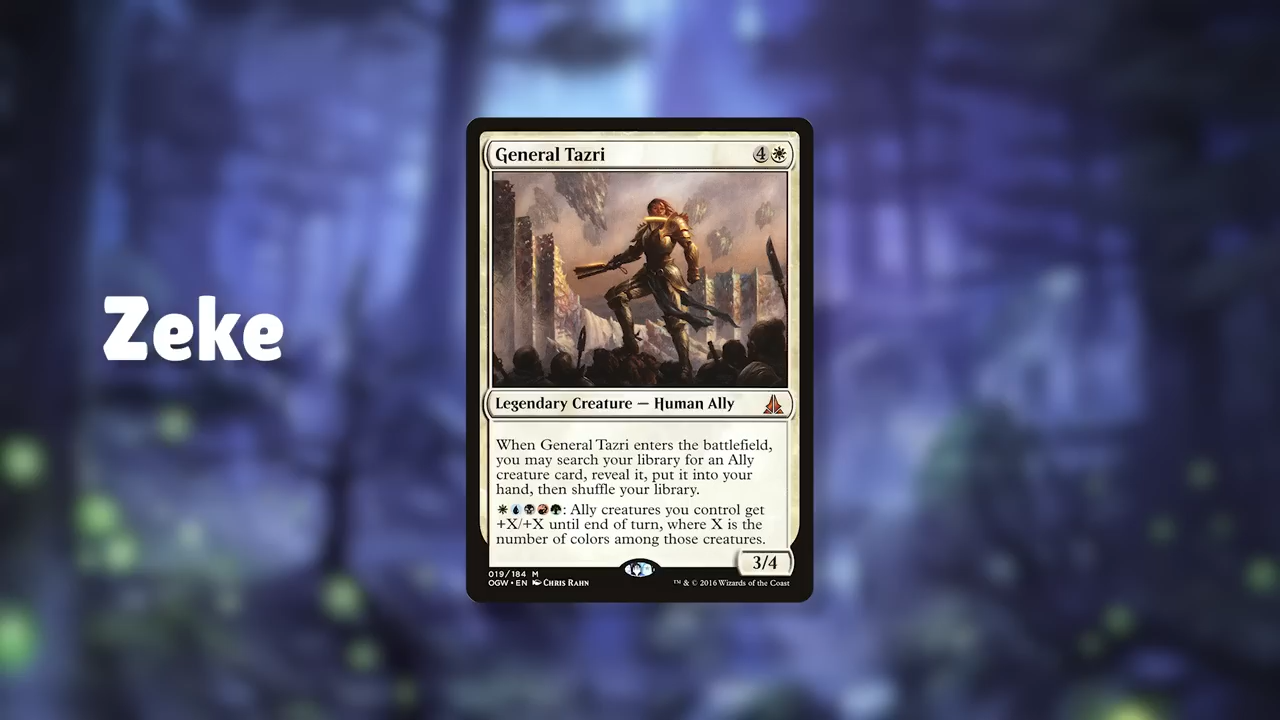 Zeke
General Tazri
4
Legendary Creature — Human Ally
When General Tazri enters the battlefield,
you may search your library for an Ally
creature card, reveal it, put it into your
hand, then shuffle your library.
: Ally creatures you control get
+X/+X until end of turn, where X is the
number of colors among those creatures.
3/4
019/184 M
OGW • EN Chris Rahn
™ & © 2016 Wizards of the Coast